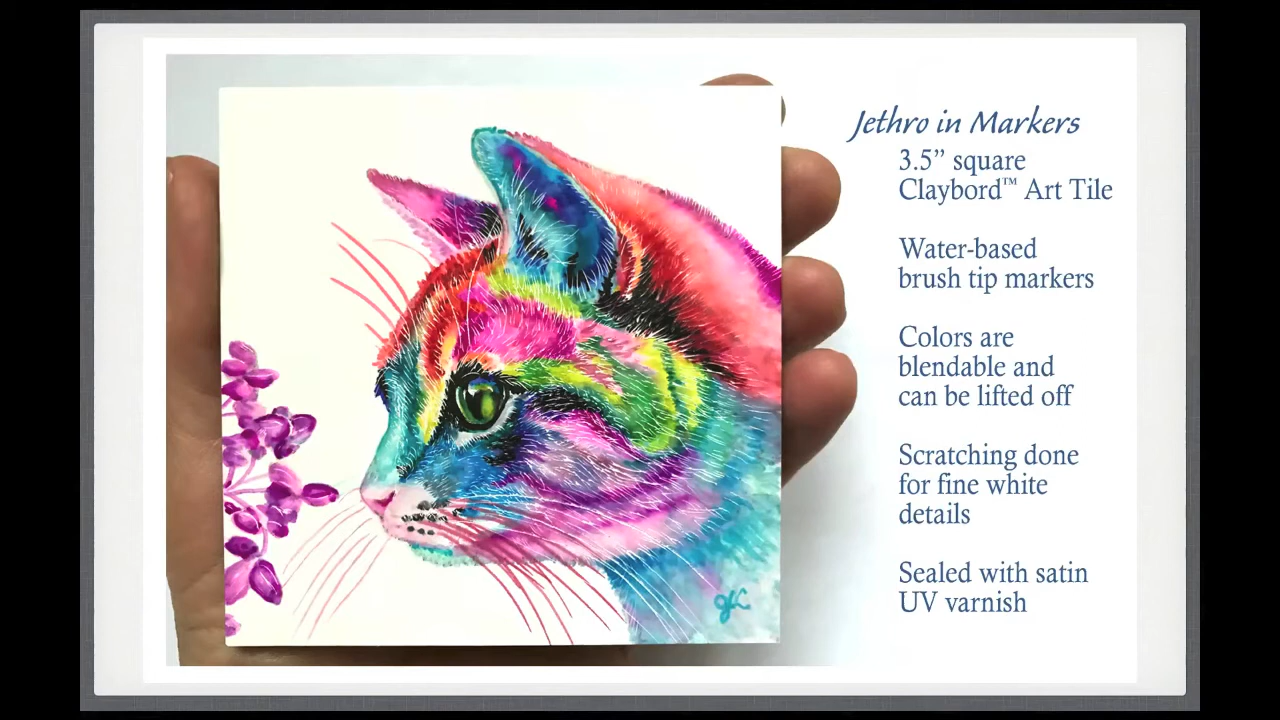 Jethro in Markers
3.5” square
Claybord™ Art Tile
Water-based
brush tip markers
Colors are
blendable and
can be lifted off
Scratching done
for fine white
details
Sealed with satin
UV varnish